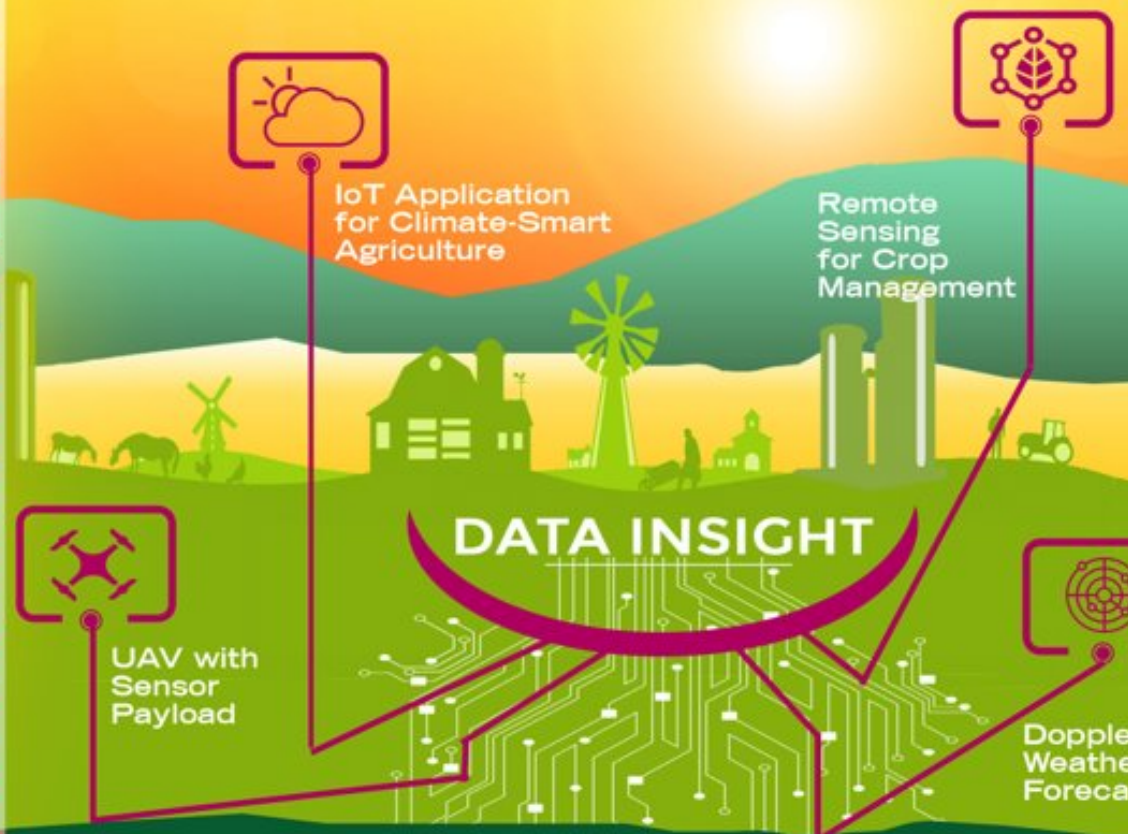 IoT Application
for Climate-Smart
Agriculture
Remote
Sensing
for Crop
Management
DATA INSIGHT
UAV with
Sensor
Payload